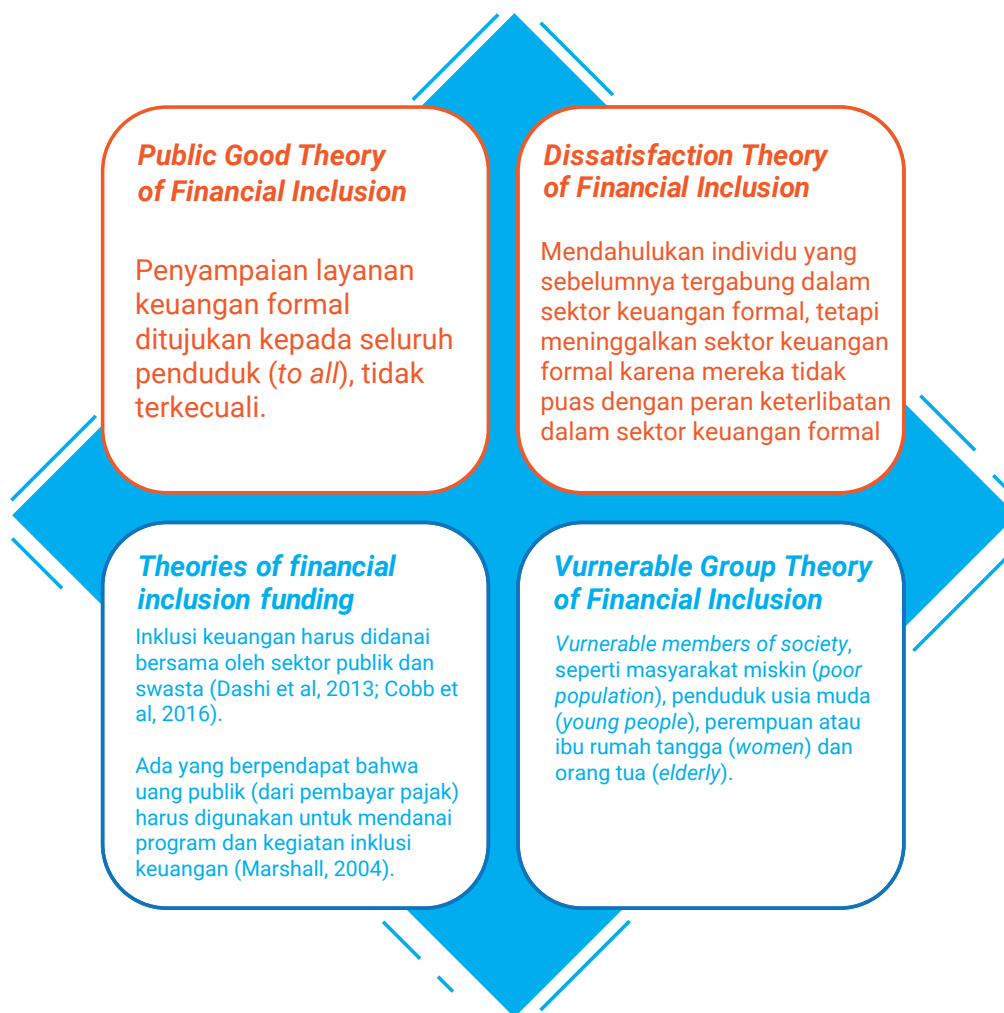 Public Good Theory
of Financial Inclusion
Penyampaian layanan
keuangan formal
ditujukan kepada seluruh
penduduk (to all), tidak
terkecuali.
Dissatisfaction Theory
of Financial Inclusion
Mendahulukan individu yang
sebelumnya tergabung dalam
sektor keuangan formal, tetapi
meninggalkan sektor keuangan
formal karena mereka tidak
puas dengan peran keterlibatan
dalam sektor keuangan formal
Theories of financial
inclusion funding
Inklusi keuangan harus didanai
bersama oleh sektor publik dan
swasta (Dashi et al, 2013; Cobb et
al, 2016).
Ada yang berpendapat bahwa
uang publik (dari pembayar pajak)
harus digunakan untuk mendanai
program dan kegiatan inklusi
keuangan (Marshall, 2004).
Vurnerable Group Theory
of Financial Inclusion
Vurnerable members of society,
seperti masyarakat miskin (poor
population), penduduk usia muda
(young people), perempuan atau
ibu rumah tangga (women) dan
orang tua (elderly).